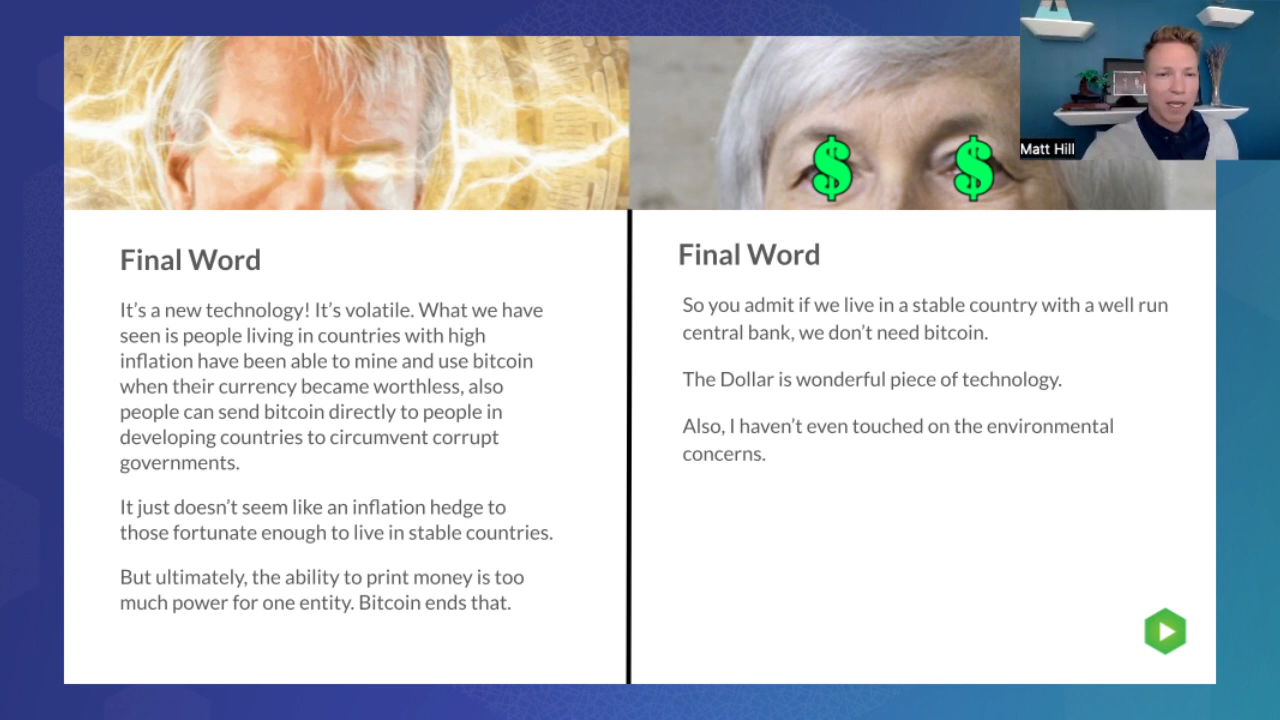 Matt Hill
Final Word
It’s a new technology! It’s volatile. What we have
seen is people living in countries with high
inflation have been able to mine and use bitcoin
when their currency became worthless, also
people can send bitcoin directly to people in
developing countries to circumvent corrupt
governments.
It just doesn’t seem like an inflation hedge to
those fortunate enough to live in stable countries.
But ultimately, the ability to print money is too
much power for one entity. Bitcoin ends that.
Final Word
So you admit if we live in a stable country with a well run
central bank, we don’t need bitcoin.
The Dollar is wonderful piece of technology.
Also, I haven’t even touched on the environmental
concerns.